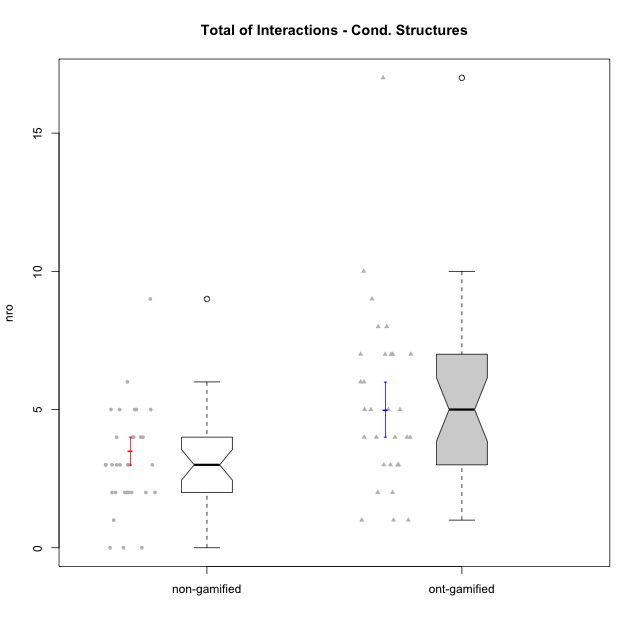 Total of Interactions - Cond. Structures
15
10
5
0
nro
non-gamified
ont-gamified